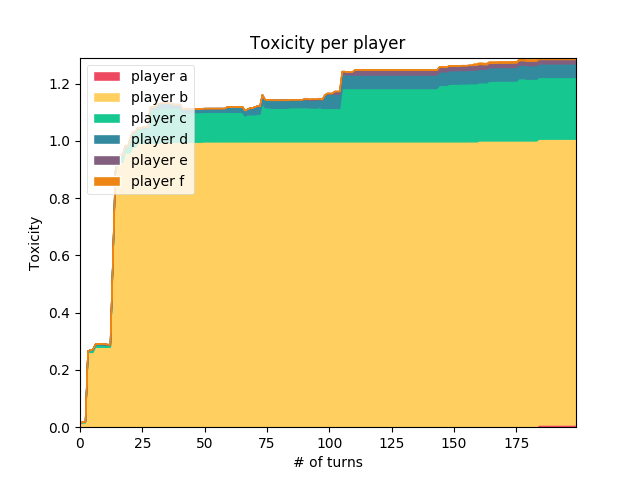 Toxicity per player
player a
player b
player c
player d
player e
player f
Toxicity
1.2
1.0
0.8
0.6
0.4
0.2
0.0
0 25 50 75 100 125 150 175
# of turns